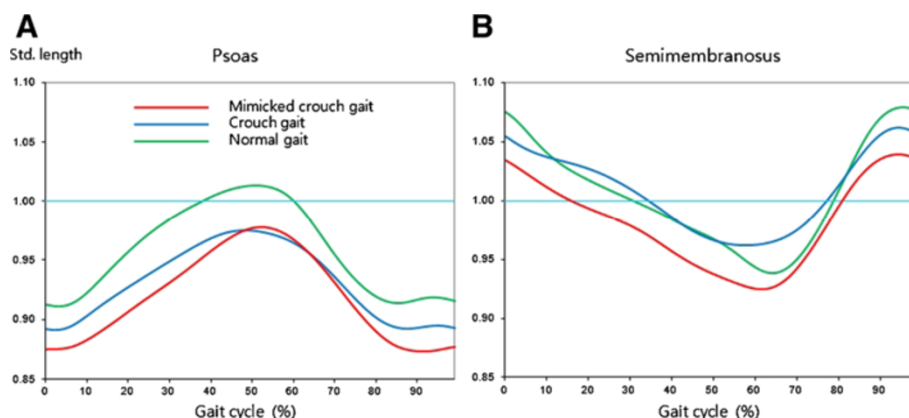 A
B
Std. length
Psoas
Semimembranosus
1.10
1.05
1.00
0.95
0.90
0.85
Mimicked crouch gait
Crouch gait
Normal gait
0 10 20 30 40 50 60 70 80 90
Gait cycle (%)
1.10
1.05
1.00
0.95
0.90
0.85
0 10 20 30 40 50 60 70 80 90
Gait cycle (%)